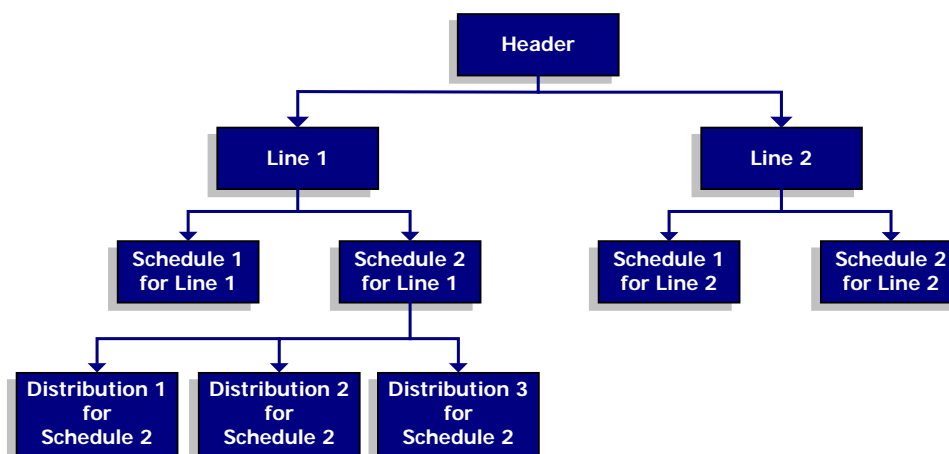 Header
Line 1
Line 2
Schedule 1
for Line 1
Schedule 2
for Line 1
Schedule 1
for Line 2
Schedule 2
for Line 2
Distribution 1
for
Schedule 2
Distribution 2
for
Schedule 2
Distribution 3
for
Schedule 2